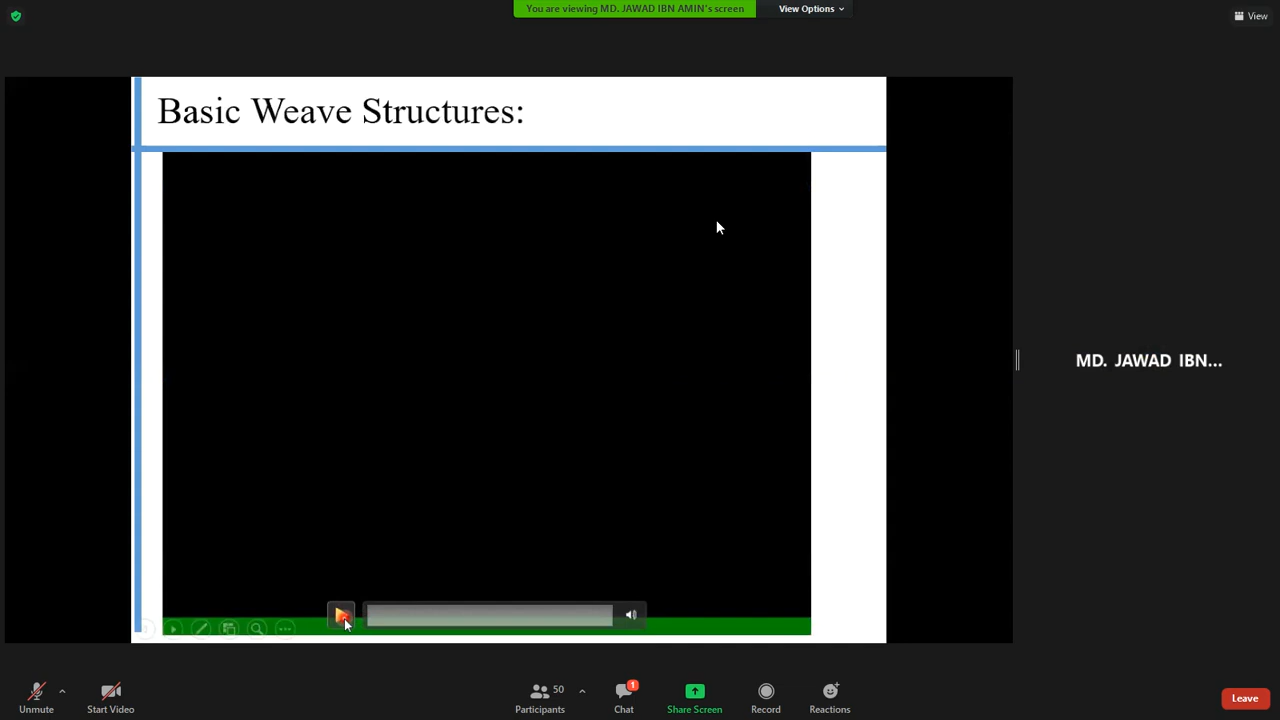 You are viewing MD. JAWAD IBN AMIN's screen
View Options
View
Basic Weave Structures:
MD. JAWAD IBN...
Unmute
Start Video
50
Participants
1
Chat
Share Screen
Record
Reactions
Leave